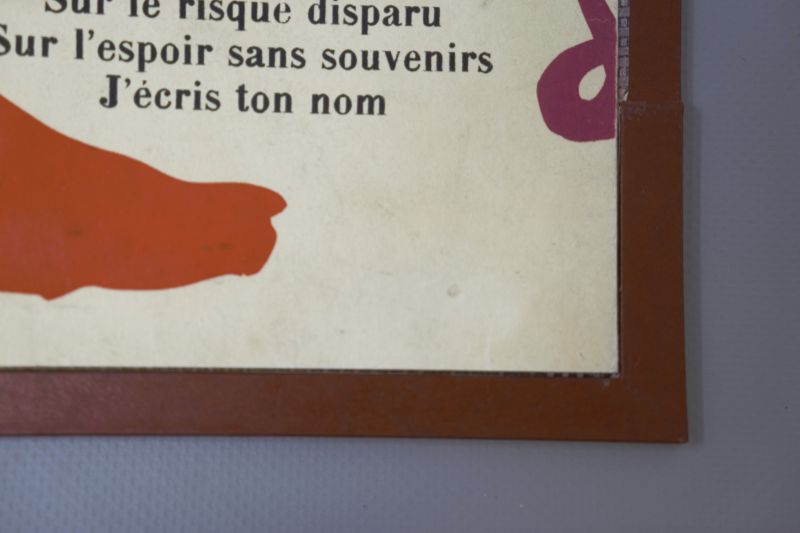 Sur le risque disparu
Sur l'espoir sans souvenirs
J'écris ton nom